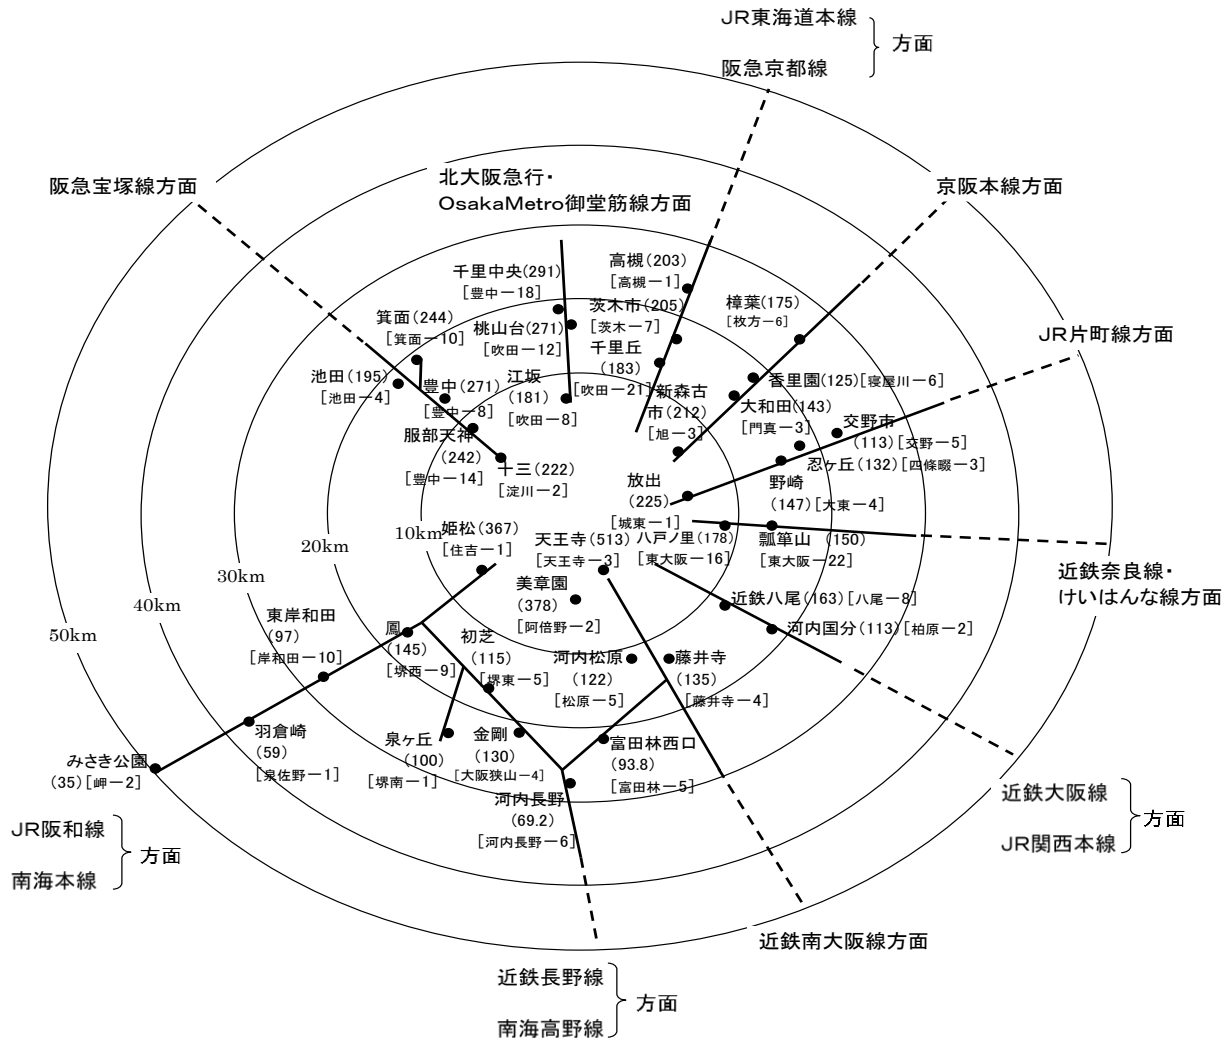 JR東海道本線
方面
阪急京都線
阪急宝塚線方面
北大阪急行・
OsakaMetro御堂筋線方面
京阪本線方面
高槻(203)
[高槻－1]
千里中央(291)
[豊中－18]
茨木市(205)
[茨木－7]
樟葉(175)
[枚方－6]
箕面(244)
[箕面－10]
桃山台(271)
[吹田－12]
千里丘
(183)
[吹田－21]
JR片町線方面
池田(195)
[池田－4]
豊中(271)
[豊中－8]
江坂
(181)
[吹田－8]
新森古
市(212)
[旭－3]
香里園(125)[寝屋川－6]
大和田(143)
[門真－3]
交野市
(113)[交野－5]
服部天神
(242)
[豊中－14]
十三(222)
[淀川－2]
忍ヶ丘(132)[四條畷－3]
放出
(225)
[城東－1]
野崎
(147)[大東－4]
姫松(367)
[住吉－1]
10km
20km
30km
40km
50km
天王寺(513)
[天王寺－3]
八戸ノ里(178)
[東大阪－16]
瓢箪山 (150)
[東大阪－22]
近鉄奈良線・
けいはんな線方面
美章園
(378)
[阿倍野－2]
近鉄八尾(163)[八尾－8]
河内国分(113)[柏原－2]
東岸和田
(97)
[岸和田－10]
鳳
(145)
[堺西－9]
初芝
(115)
[堺東－5]
河内松原
(122)
[松原－5]
藤井寺
(135)
[藤井寺－4]
羽倉崎
(59)
[泉佐野－1]
泉ヶ丘
(100)
[堺南－1]
金剛
(130)
[大阪狭山－4]
富田林西口
(93.8)
[富田林－5]
みさき公園
(35)[岬－2]
河内長野
(69.2)
[河内長野－6]
近鉄大阪線
方面
JR関西本線
JR阪和線
方面
南海本線
近鉄南大阪線方面
近鉄長野線
方面
南海高野線